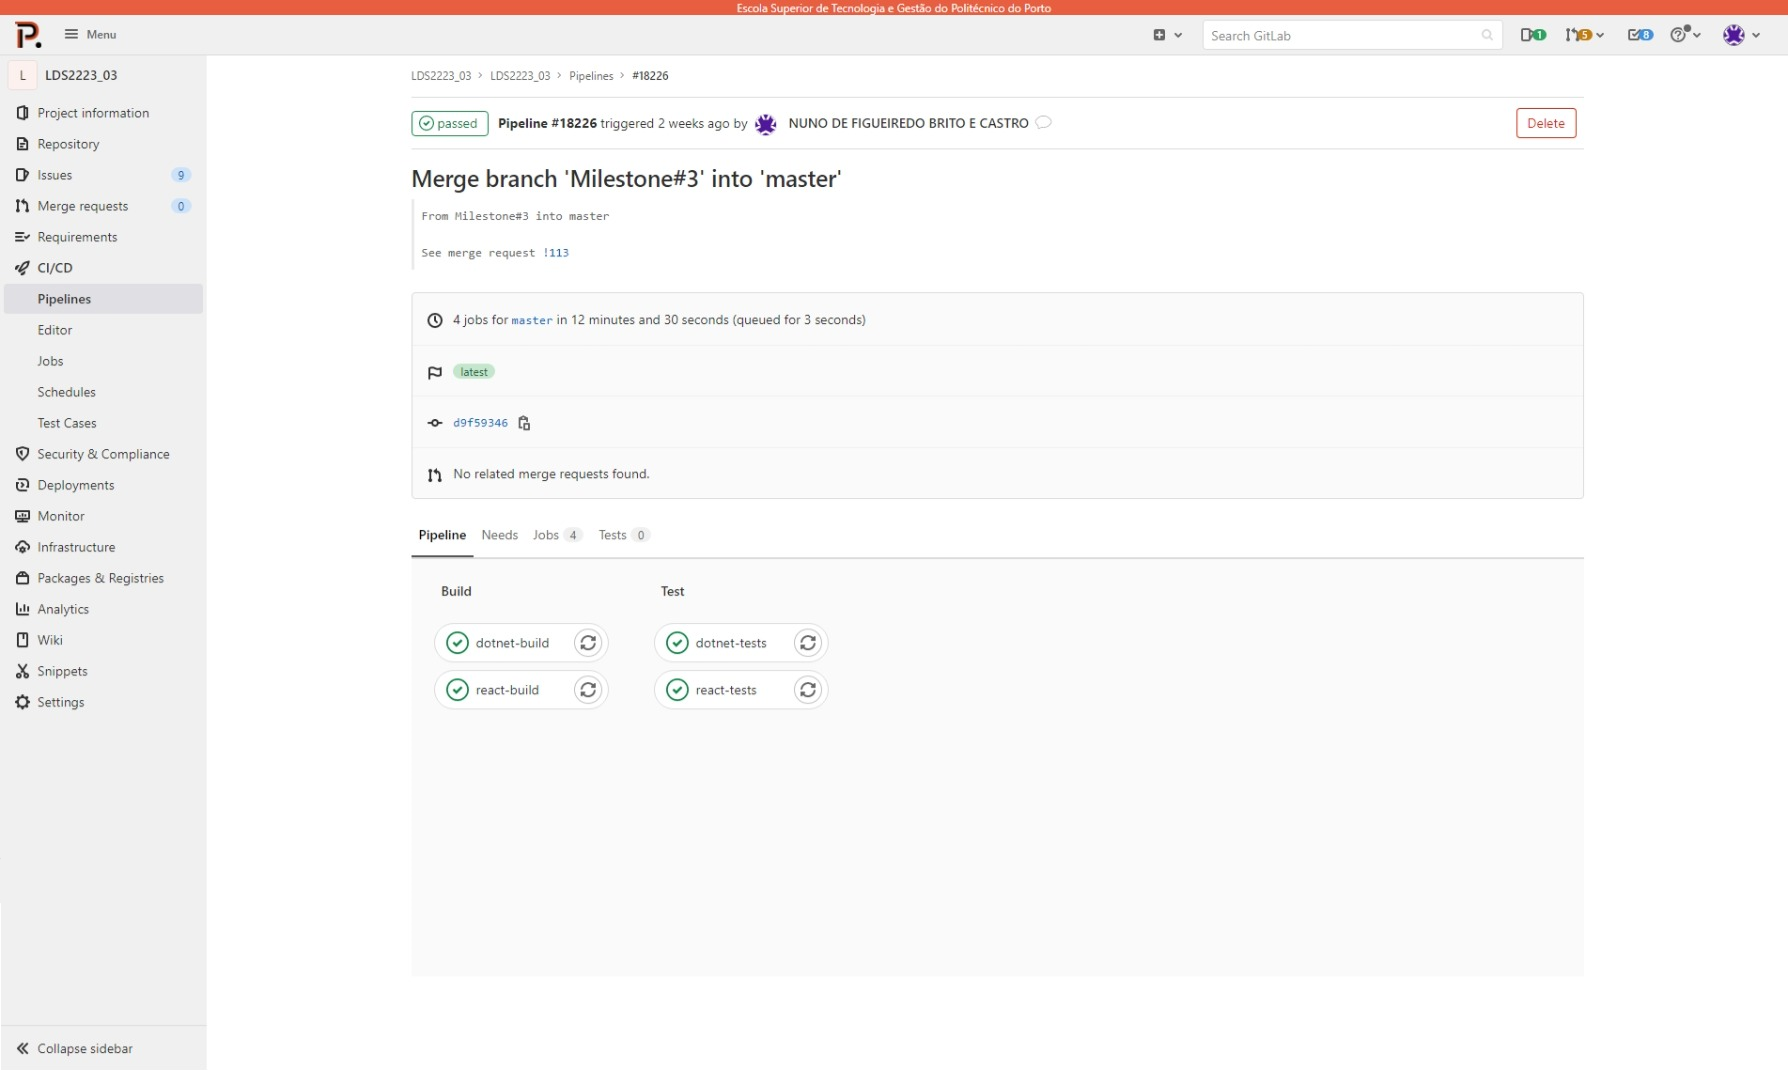 Escola Superior de Tecnologia e Gestão do Politécnico do Porto
P. Menu
Search GitLab
1 5 8
L LDS2223_03
Project information
Repository
Issues 9
Merge requests 0
Requirements
CI/CD
Pipelines
Editor
Jobs
Schedules
Test Cases
Security & Compliance
Deployments
Monitor
Infrastructure
Packages & Registries
Analytics
Wiki
Snippets
Settings
Collapse sidebar
LDS2223_03 > LDS2223_03 > Pipelines > #18226
passed Pipeline #18226 triggered 2 weeks ago by NUNO DE FIGUEIREDO BRITO E CASTRO
Delete
Merge branch 'Milestone#3' into 'master'
From Milestone#3 into master
See merge request !113
4 jobs for master in 12 minutes and 30 seconds (queued for 3 seconds)
latest
d9f59346
No related merge requests found.
Pipeline Needs Jobs 4 Tests 0
Build Test
dotnet-build dotnet-tests
react-build react-tests